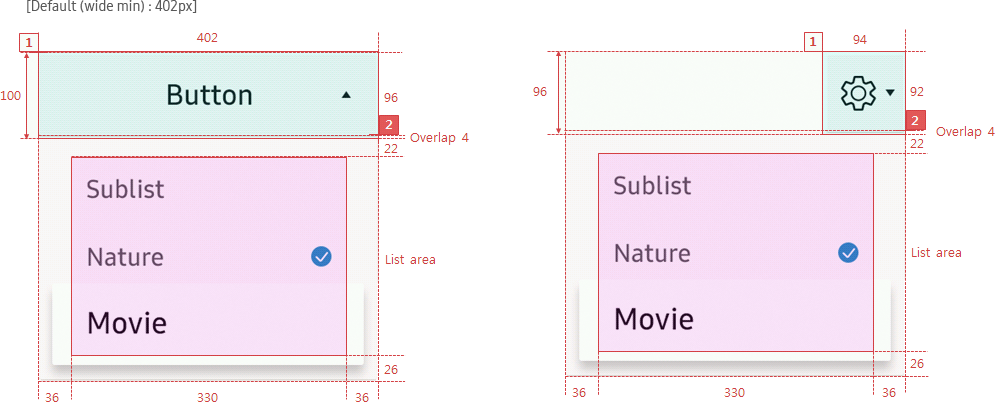 [Default (wide min) : 402px]
1
402
100
Button
96
2
Overlap 4
22
Sublist
Nature
List area
Movie
26
36
330
36
1
94
96
92
2
Overlap 4
22
Sublist
Nature
List area
Movie
26
36
330
36